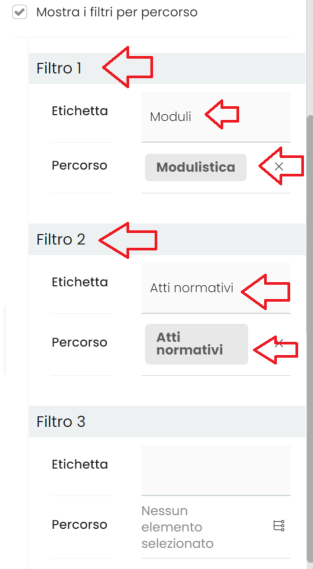 Mostra i filtri per percorso
Filtro 1
Etichetta
Moduli
Percorso
Modulistica
Filtro 2
Etichetta
Atti normativi
Percorso
Atti
normativi
Filtro 3
Etichetta
Percorso
Nessun
elemento
selezionato